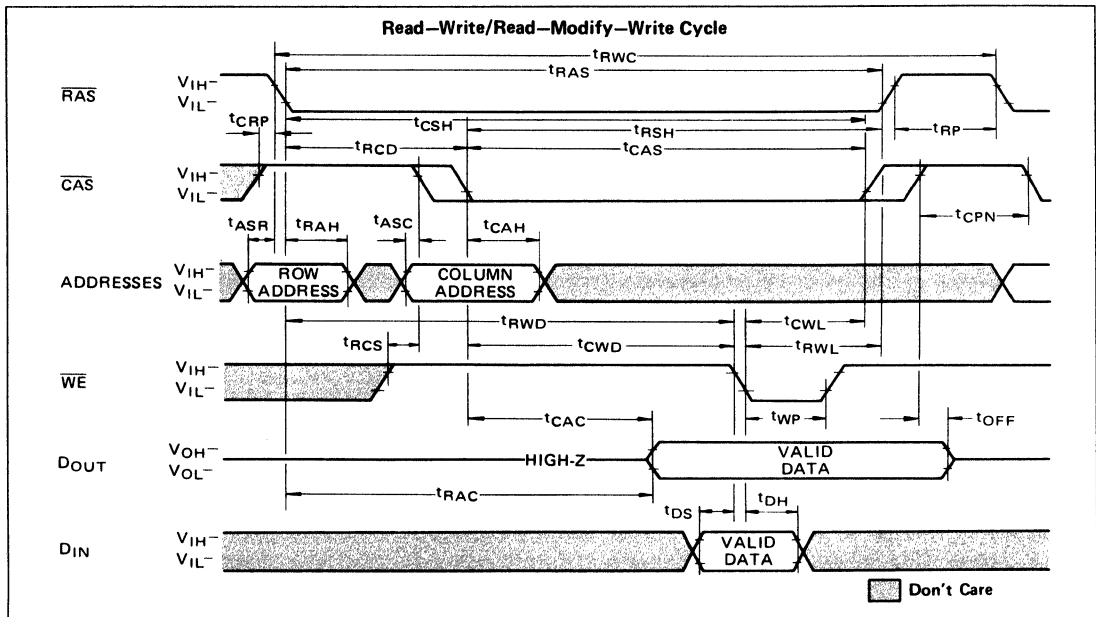 Read–Write/Read–Modify–Write Cycle
tRWC
tRAS
RAS
VIH–
VIL–
tCRP
tCSH
tRSH
tRP
tRCD
tCAS
CAS
VIH–
VIL–
tASR
tRAH
tASC
tCAH
tCPN
ADDRESSES
VIH–
VIL–
ROW
ADDRESS
COLUMN
ADDRESS
tRWD
tCWL
tRCS
tCWD
tRWL
WE
VIH–
VIL–
tCAC
tWP
tOFF
DOUT
VOH–
VOL–
HIGH-Z
VALID
DATA
tRAC
tDS
tDH
DIN
VIH–
VIL–
VALID
DATA
Don't Care